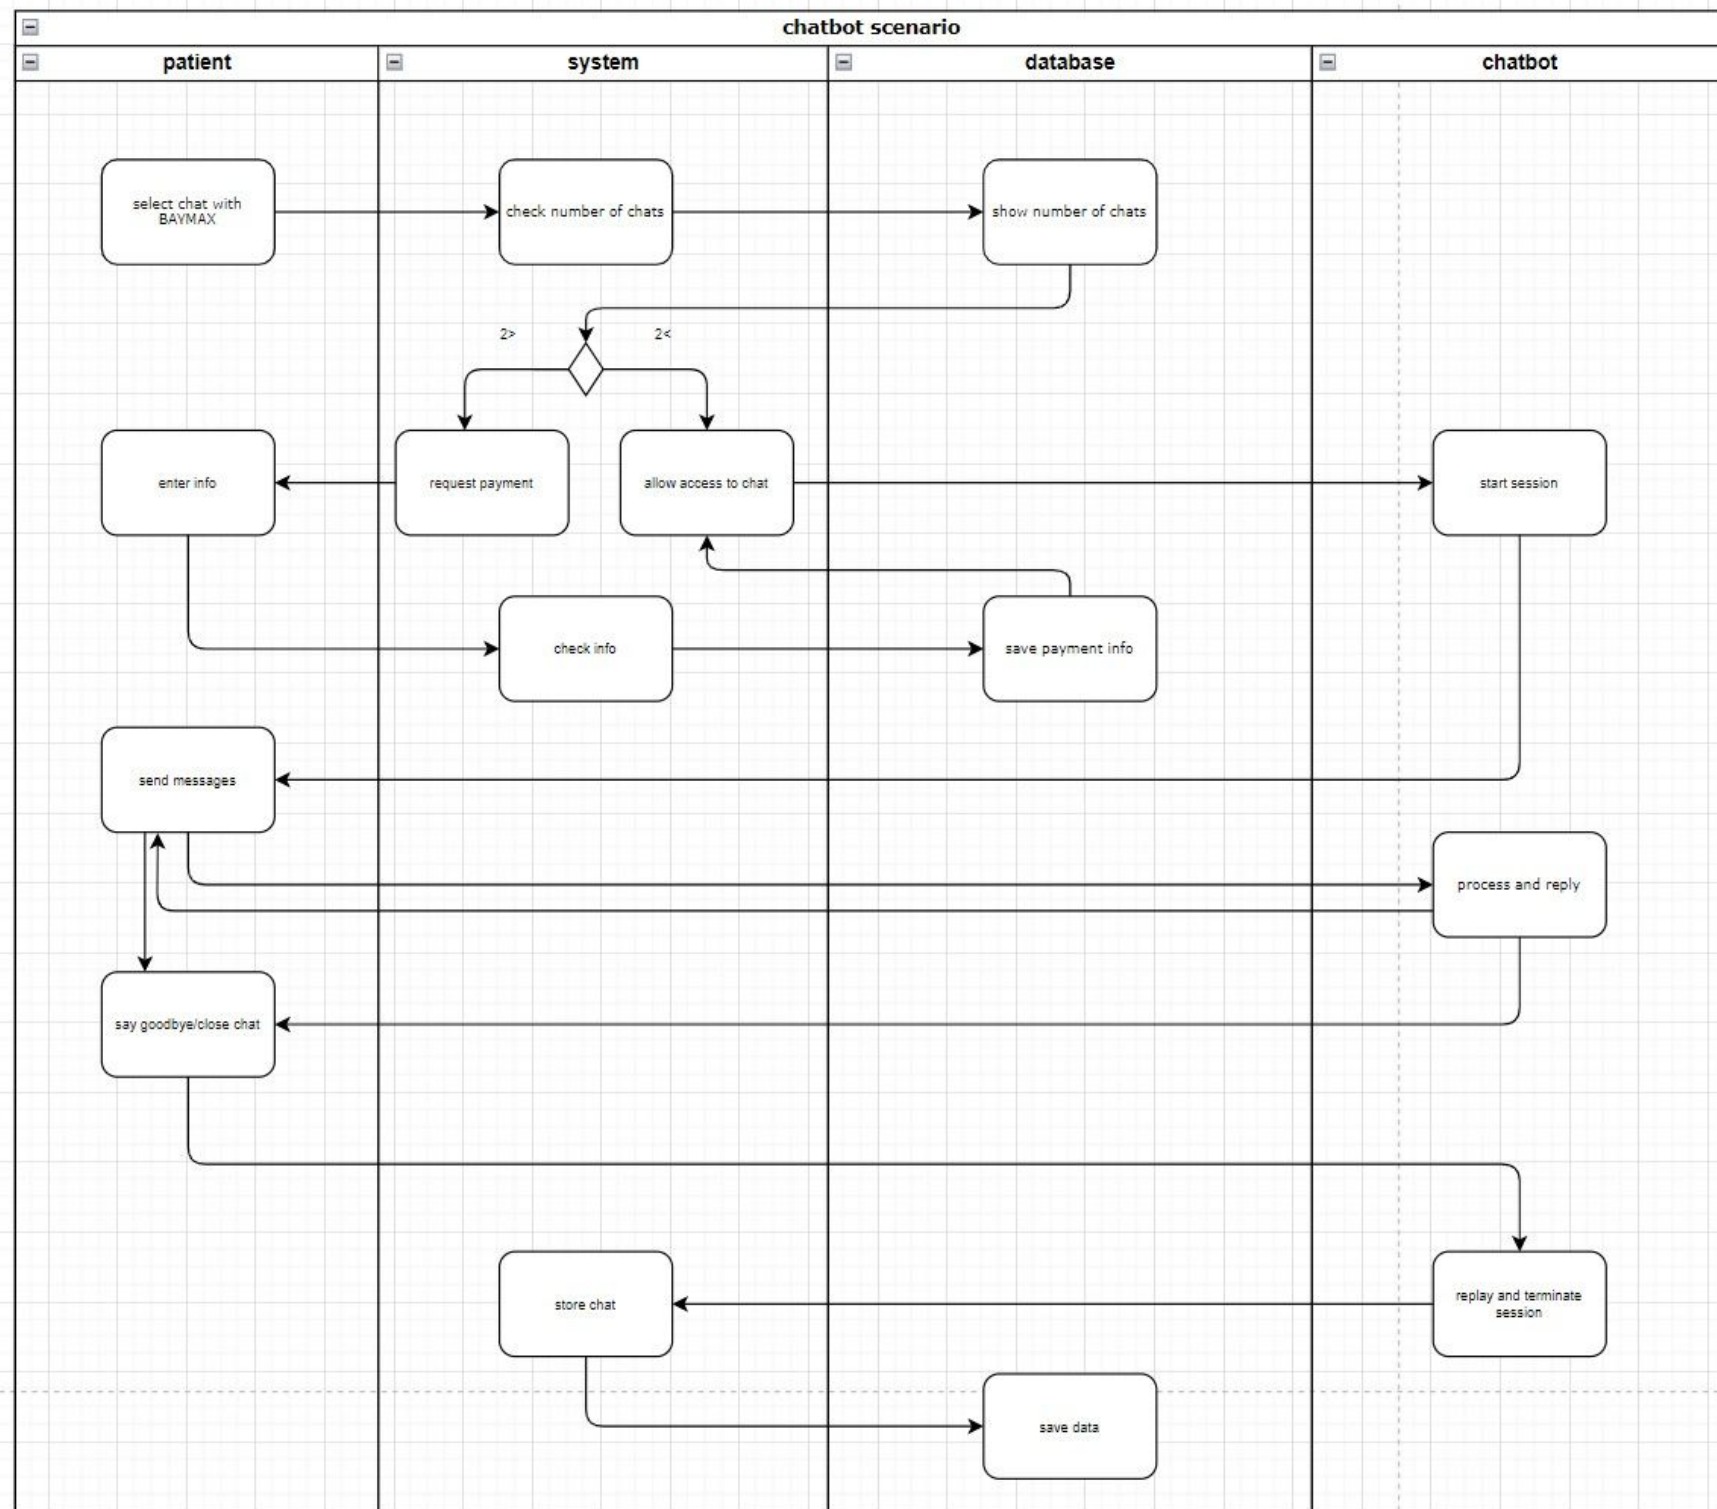 chatbot scenario
patient
system
database
chatbot
select chat with
BAYMAX
check number of chats
show number of chats
2>
2<
enter info
request payment
allow access to chat
start session
check info
save payment info
send messages
process and reply
say goodbye/close chat
store chat
replay and terminate
session
save data